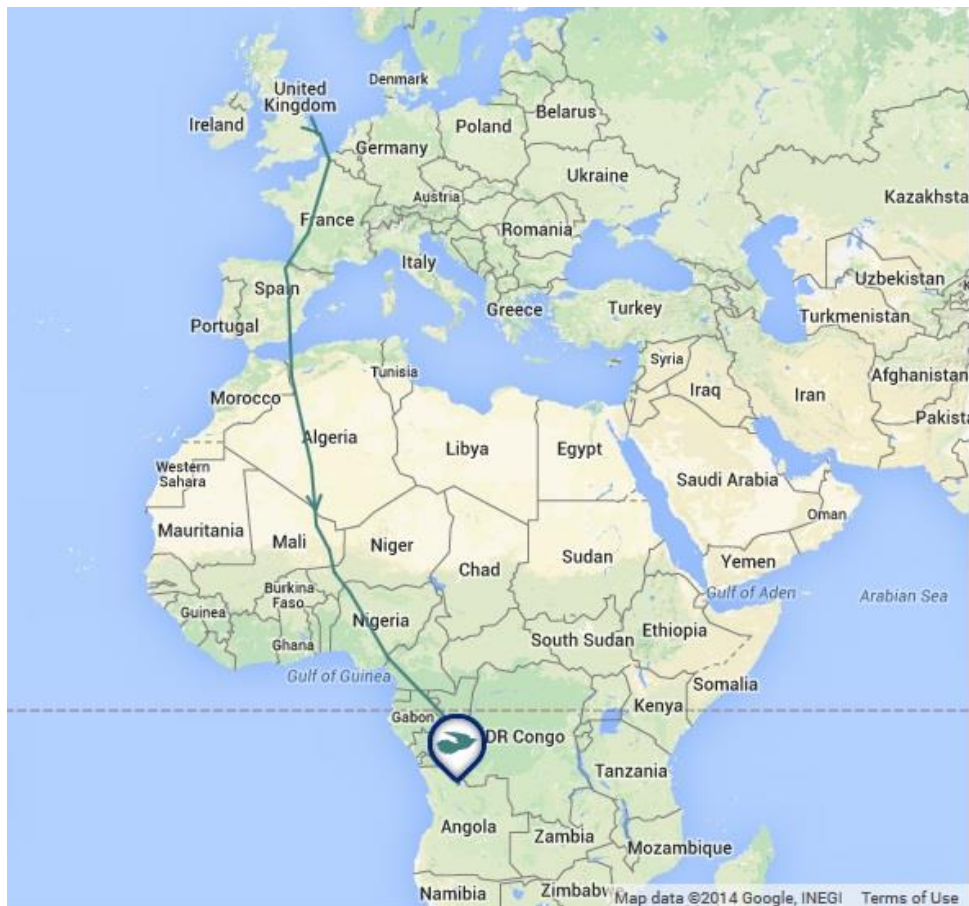 Denmark
United
Kingdom
Ireland
Belarus
Poland
Germany
Ukraine
Kazakhsta
Austria
France
Romania
Italy
Uzbekistan
Spain
Greece
Turkey
Turkmenistan
Portugal
Syria
Afghanistan
Tunisia
Iraq
Iran
Morocco
Pakista
Algeria
Libya
Egypt
Western
Sahara
Saudi Arabia
Oman
Mauritania
Mali
Niger
Sudan
Chad
Yemen
Gulf of Aden
Arabian Sea
Burkina
Faso
Guinea
Nigeria
Ethiopia
South Sudan
Ghana
Gulf of Guinea
Somalia
Kenya
Gabon
DR Congo
Tanzania
Angola
Zambia
Mozambique
Namibia
Zimbabw
Map data ©2014 Google, INEGI Terms of Use